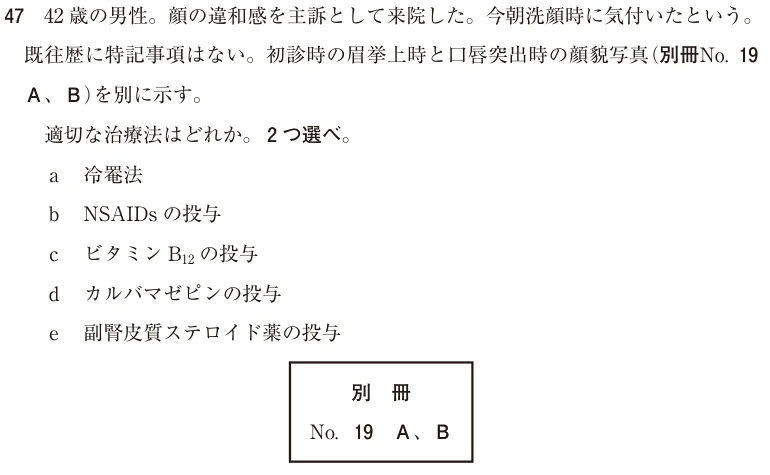 47 42歳の男性。顔の違和感を主訴として来院した。今朝洗顔時に気付いたという。
既往歴に特記事項はない。初診時の眉挙上時と口唇突出時の顔貌写真(別冊No. 19
A、B)を別に示す。
適切な治療法はどれか。2つ選べ。
a 冷罨法
b NSAIDs の投与
c ビタミン B12 の投与
d カルバマゼピンの投与
e 副腎皮質ステロイド薬の投与
別 冊
No. 19 A、B